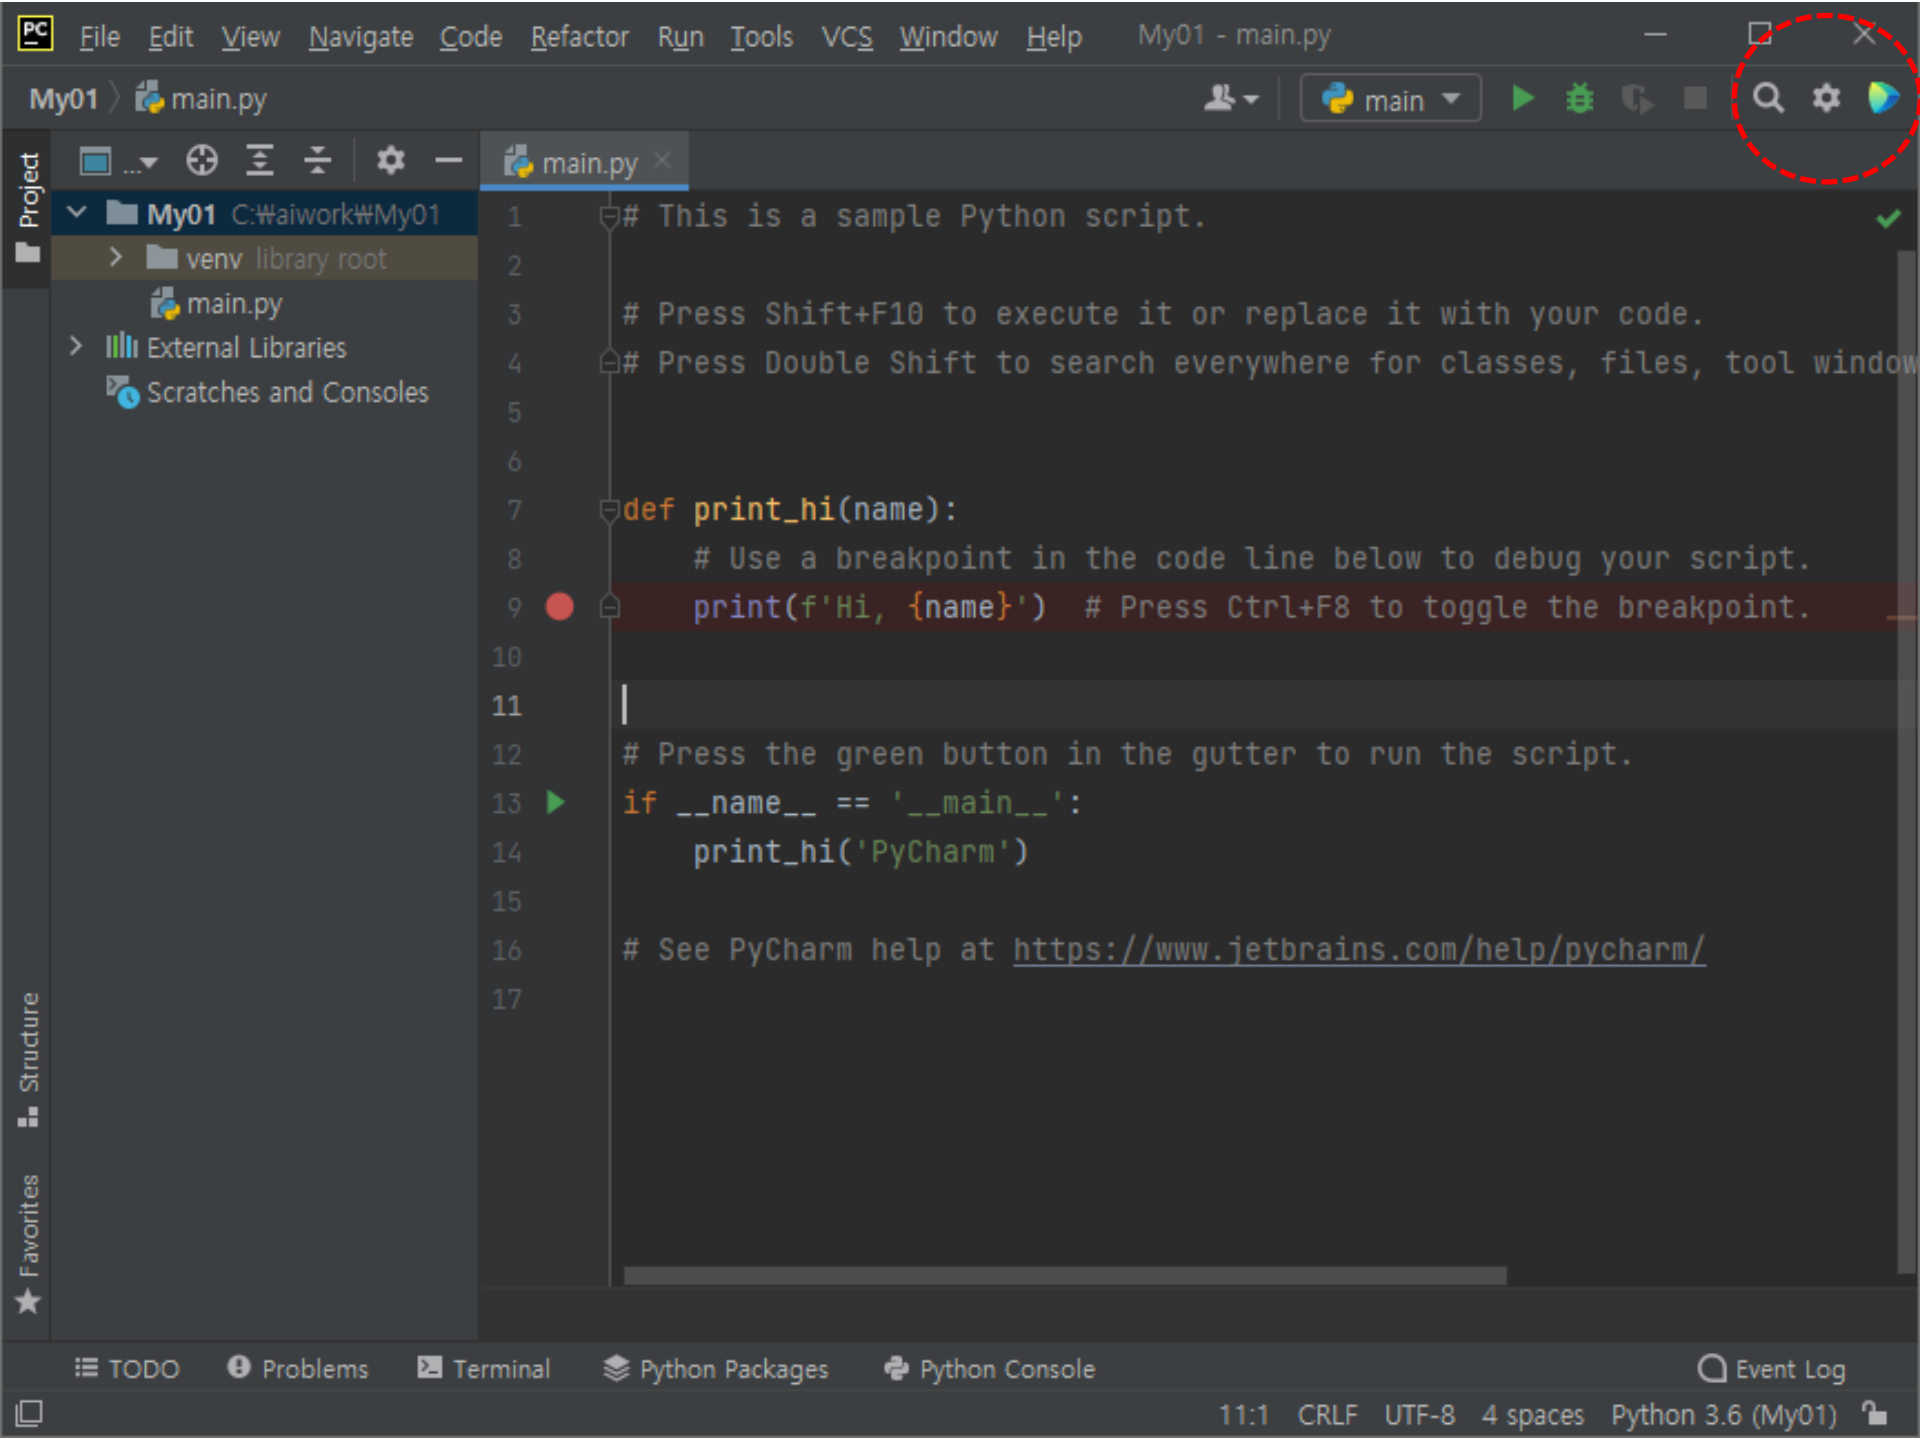 PC File Edit View Navigate Code Refactor Run Tools VCS Window Help My01 - main.py
My01 main.py main
Project ... main.py
My01 C:₩aiwork₩My01
venv library root
main.py
External Libraries
Scratches and Consoles
1 # This is a sample Python script.
2
3 # Press Shift+F10 to execute it or replace it with your code.
4 # Press Double Shift to search everywhere for classes, files, tool window
5
6
7 def print_hi(name):
8 # Use a breakpoint in the code line below to debug your script.
9 print(f'Hi, {name}') # Press Ctrl+F8 to toggle the breakpoint.
10
11
12 # Press the green button in the gutter to run the script.
13 if __name__ == '__main__':
14 print_hi('PyCharm')
15
16 # See PyCharm help at https://www.jetbrains.com/help/pycharm/
17
Structure
Favorites
TODO Problems Terminal Python Packages Python Console Event Log
11:1 CRLF UTF-8 4 spaces Python 3.6 (My01)